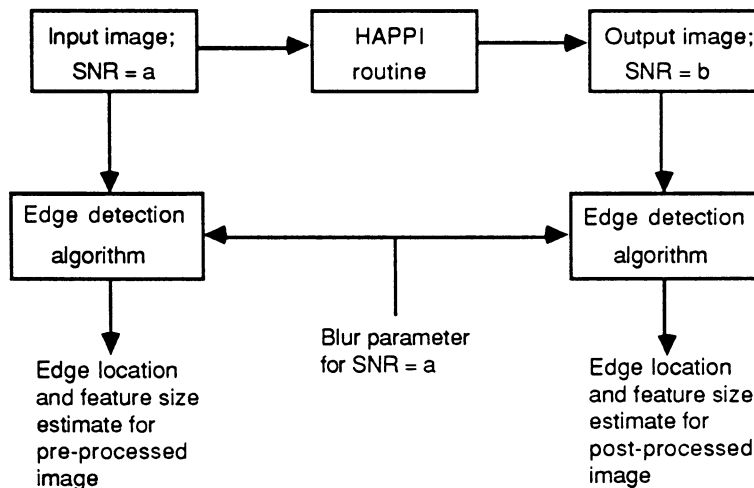 Input image;
SNR = a
HAPPI
routine
Output image;
SNR = b
Edge detection
algorithm
Edge detection
algorithm
Blur parameter
for SNR = a
Edge location
and feature size
estimate for
pre-processed
image
Edge location
and feature size
estimate for
post-processed
image